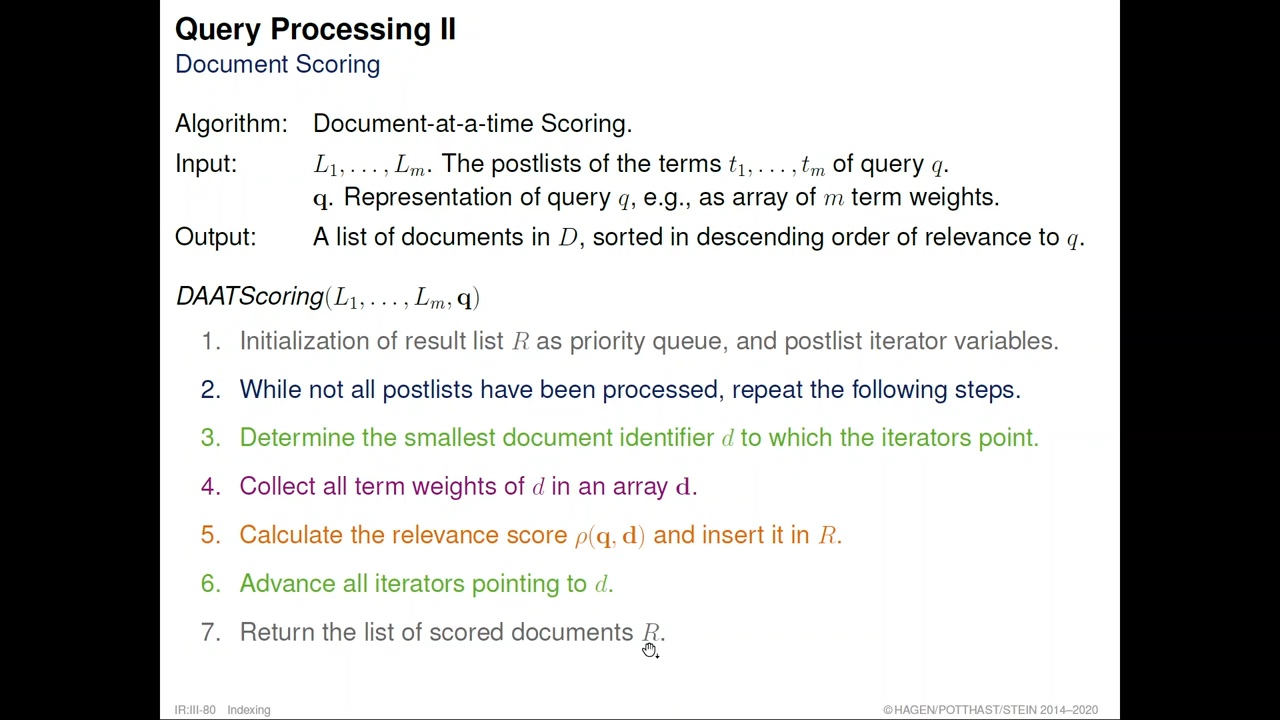 Query Processing II
Document Scoring
Algorithm: Document-at-a-time Scoring.
Input: L₁, . . . , Lₘ. The postlists of the terms t₁, . . . , tₘ of query q.
q. Representation of query q, e.g., as array of m term weights.
Output: A list of documents in D, sorted in descending order of relevance to q.
DAATScoring(L₁, . . . , Lₘ, q)
1. Initialization of result list R as priority queue, and postlist iterator variables.
2. While not all postlists have been processed, repeat the following steps.
3. Determine the smallest document identifier d to which the iterators point.
4. Collect all term weights of d in an array d.
5. Calculate the relevance score ρ(q, d) and insert it in R.
6. Advance all iterators pointing to d.
7. Return the list of scored documents R.
IR:III-80 Indexing ©HAGEN/POTTHAST/STEIN 2014–2020